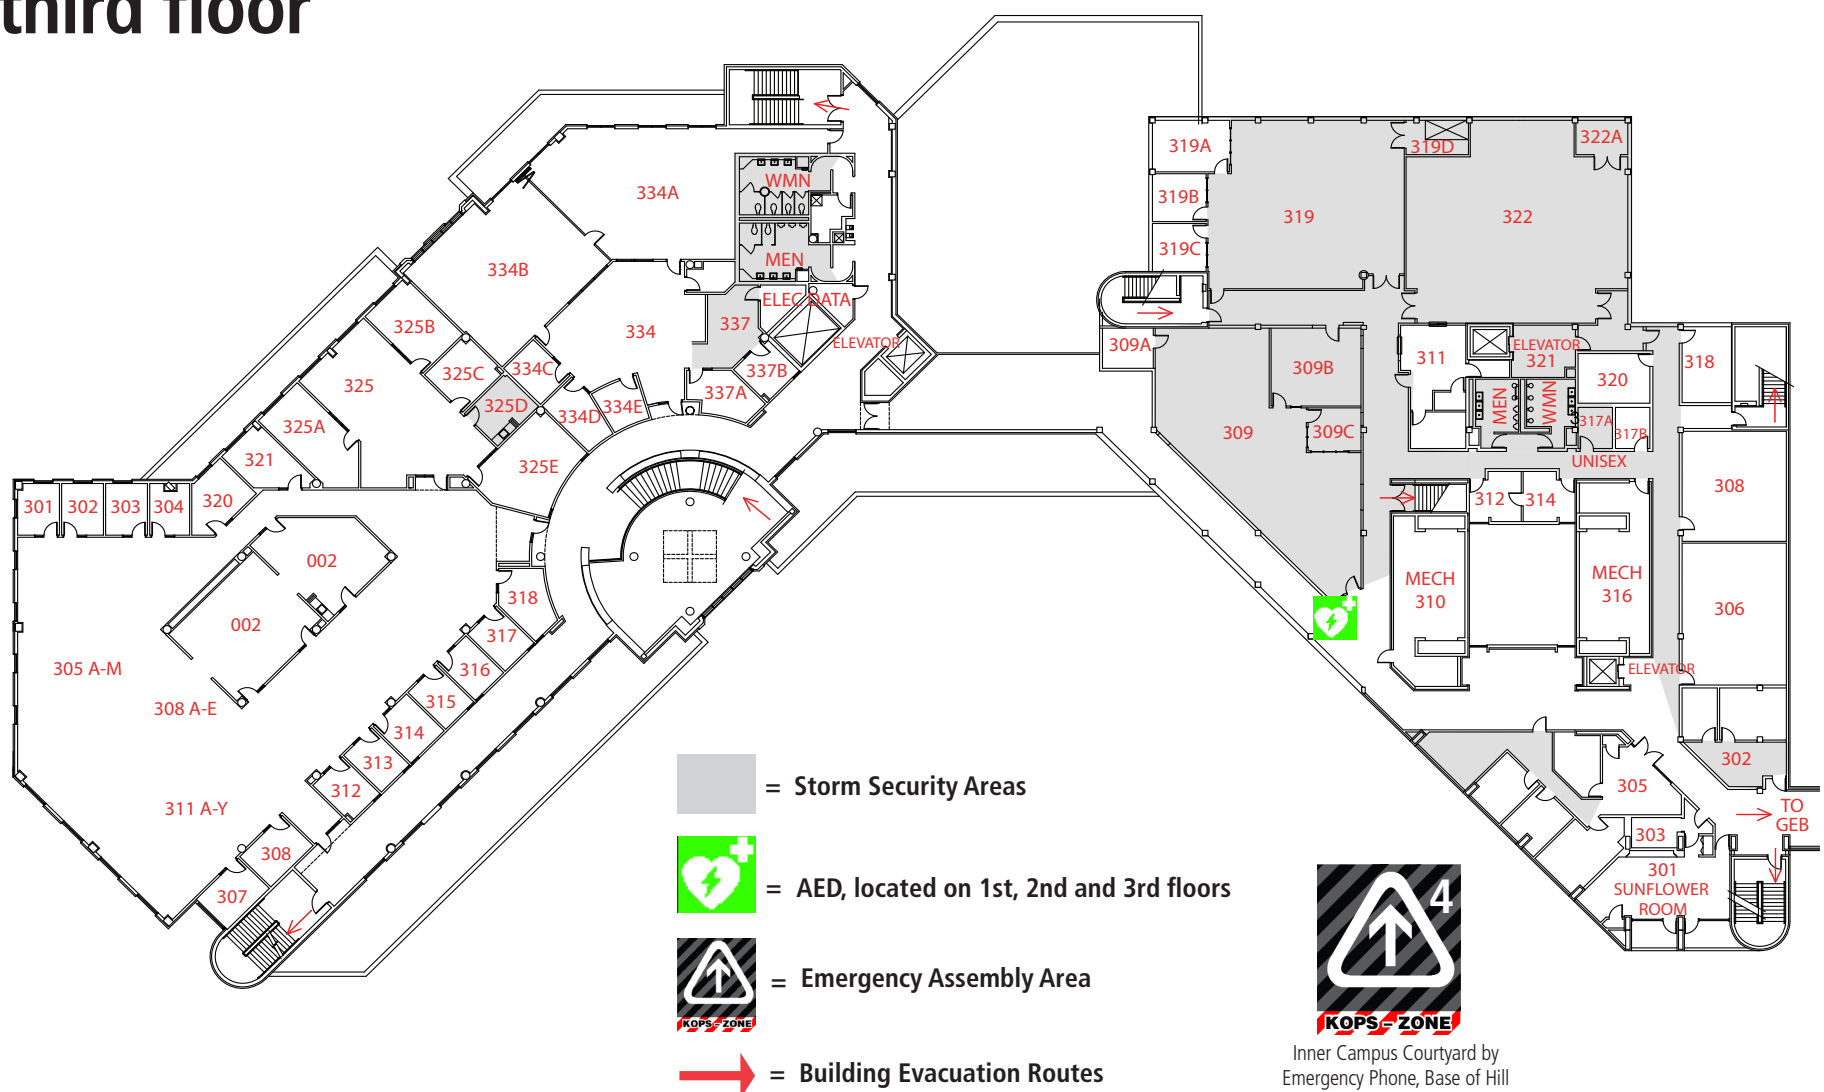 third floor
334A
WMN
MEN
334B
ELEC.
DATA
334
337
ELEVATOR
325B
325C
334C
337B
337A
325
325D
334D
334E
325A
321
325E
301
302
303
304
320
002
002
318
317
316
315
314
313
312
308
307
305 A-M
308 A-E
311 A-Y
319A
319B
319C
319
319D
322
322A
309A
309B
309
309C
311
ELEVATOR
321
320
318
MEN
WMN
317A
317B
UNISEX
312
314
308
MECH
310
MECH
316
306
ELEVATOR
302
305
303
TO
GEB
301
SUNFLOWER
ROOM
= Storm Security Areas
= AED, located on 1st, 2nd and 3rd floors
KOPS – ZONE
= Emergency Assembly Area
= Building Evacuation Routes
4
KOPS – ZONE
Inner Campus Courtyard by
Emergency Phone, Base of Hill